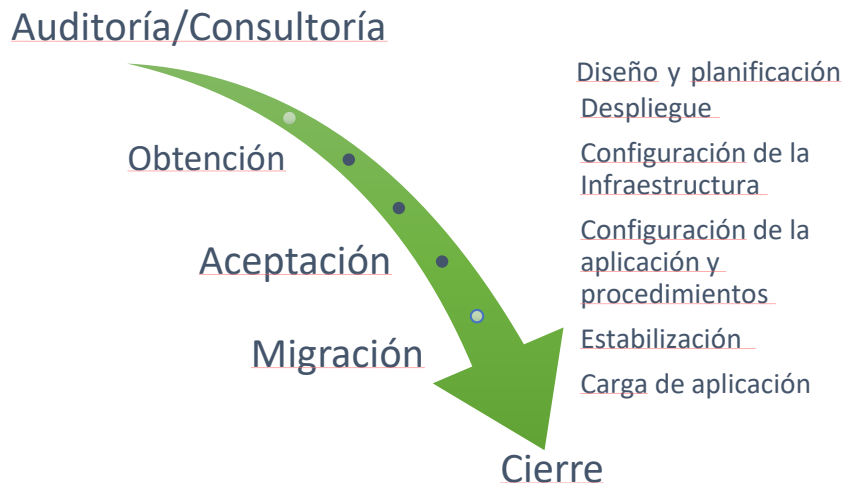 Auditoría/Consultoría
Obtención
Aceptación
Migración
Cierre
Diseño y planificación
Despliegue
Configuración de la
Infraestructura
Configuración de la
aplicación y
procedimientos
Estabilización
Carga de aplicación